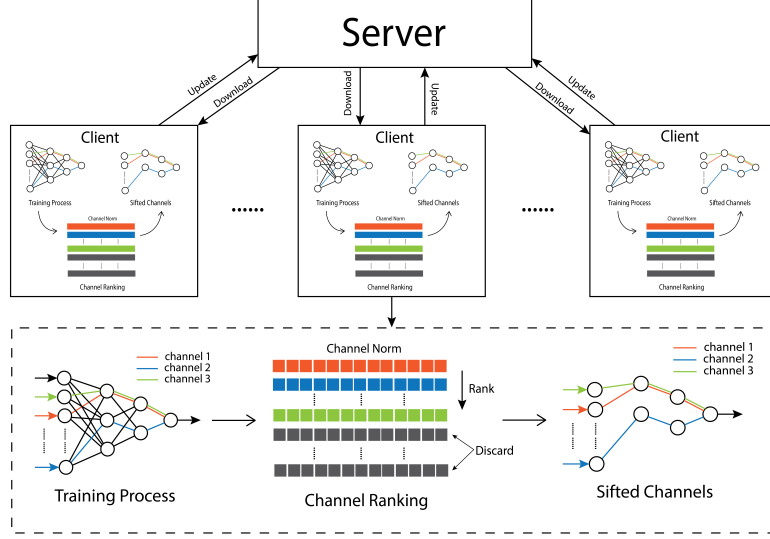 Server
Update
Download
Download
Update
Download
Update
Client
Training Process
Sifted Channels
Channel Norm
Channel Ranking
......
Client
Training Process
Sifted Channels
Channel Norm
Channel Ranking
......
Client
Training Process
Sifted Channels
Channel Norm
Channel Ranking
channel 1
channel 2
channel 3
Training Process
Channel Norm
Rank
Discard
Channel Ranking
channel 1
channel 2
channel 3
Sifted Channels